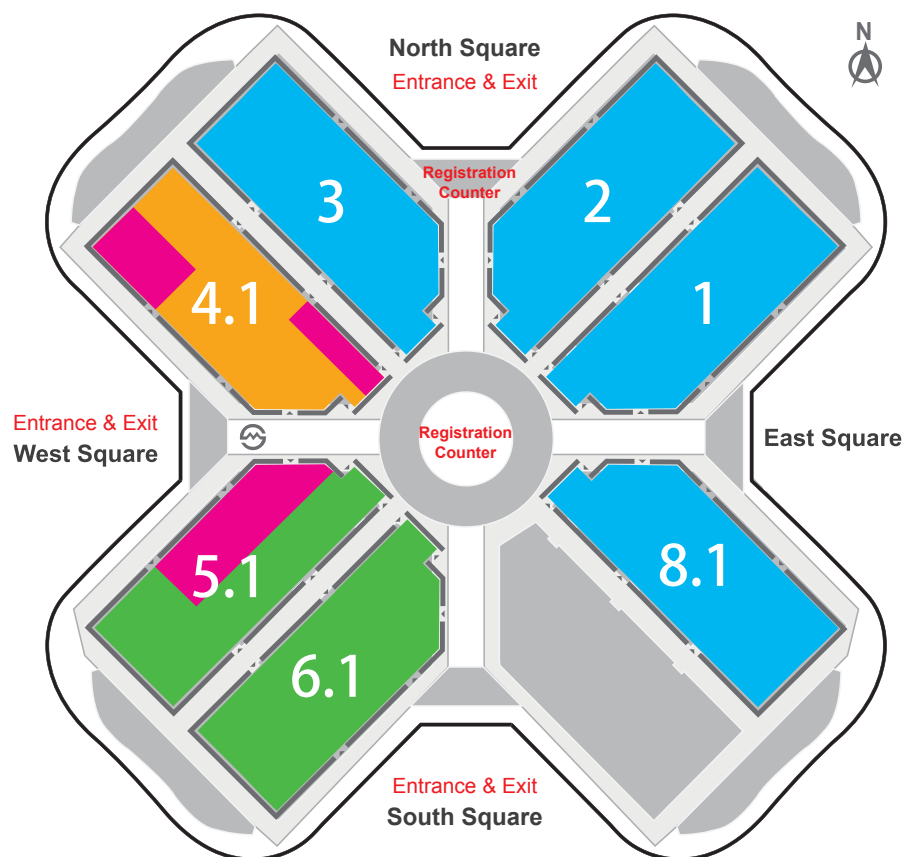 North Square
Entrance & Exit
N
Registration
Counter
3
2
4.1
1
Entrance & Exit
West Square
Registration
Counter
East Square
5.1
8.1
6.1
Entrance & Exit
South Square